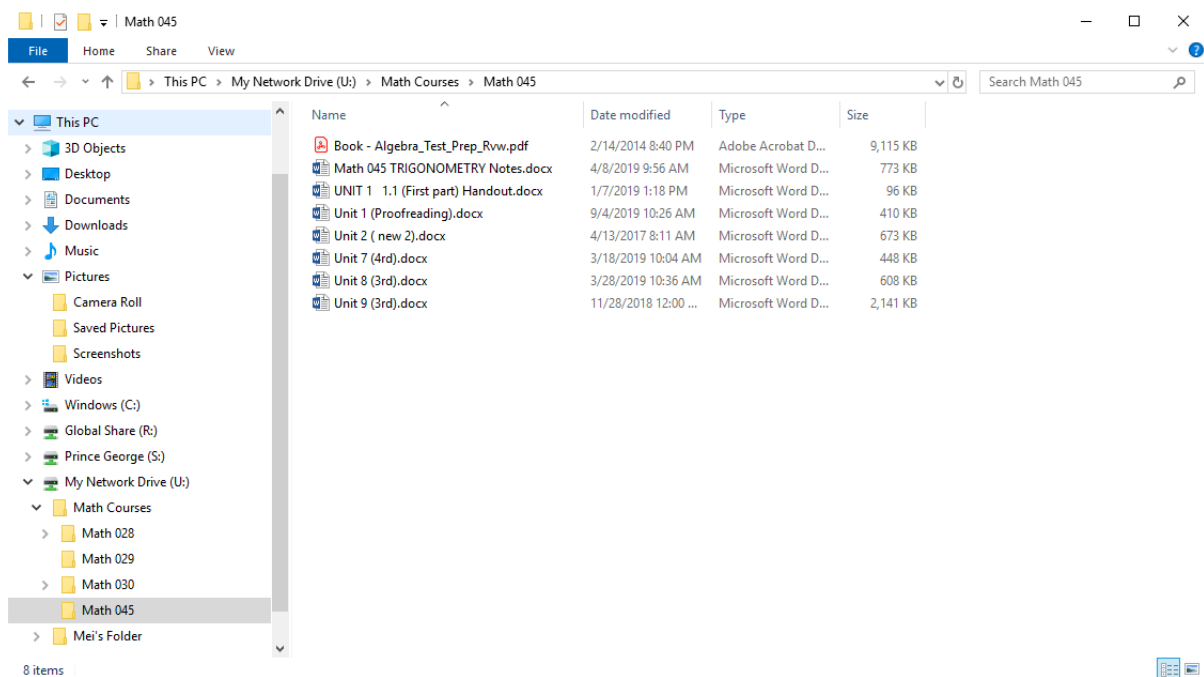 Math 045
File Home Share View
This PC > My Network Drive (U:) > Math Courses > Math 045
Search Math 045
This PC
3D Objects
Desktop
Documents
Downloads
Music
Pictures
Camera Roll
Saved Pictures
Screenshots
Videos
Windows (C:)
Global Share (R:)
Prince George (S:)
My Network Drive (U:)
Math Courses
Math 028
Math 029
Math 030
Math 045
Mei's Folder
Name Date modified Type Size
Book - Algebra_Test_Prep_Rvw.pdf 2/14/2014 8:40 PM Adobe Acrobat D... 9,115 KB
Math 045 TRIGONOMETRY Notes.docx 4/8/2019 9:56 AM Microsoft Word D... 773 KB
UNIT 1   1.1 (First part) Handout.docx 1/7/2019 1:18 PM Microsoft Word D... 96 KB
Unit 1 (Proofreading).docx 9/4/2019 10:26 AM Microsoft Word D... 410 KB
Unit 2 ( new 2).docx 4/13/2017 8:11 AM Microsoft Word D... 673 KB
Unit 7 (4rd).docx 3/18/2019 10:04 AM Microsoft Word D... 448 KB
Unit 8 (3rd).docx 3/28/2019 10:36 AM Microsoft Word D... 608 KB
Unit 9 (3rd).docx 11/28/2018 12:00 ... Microsoft Word D... 2,141 KB
8 items